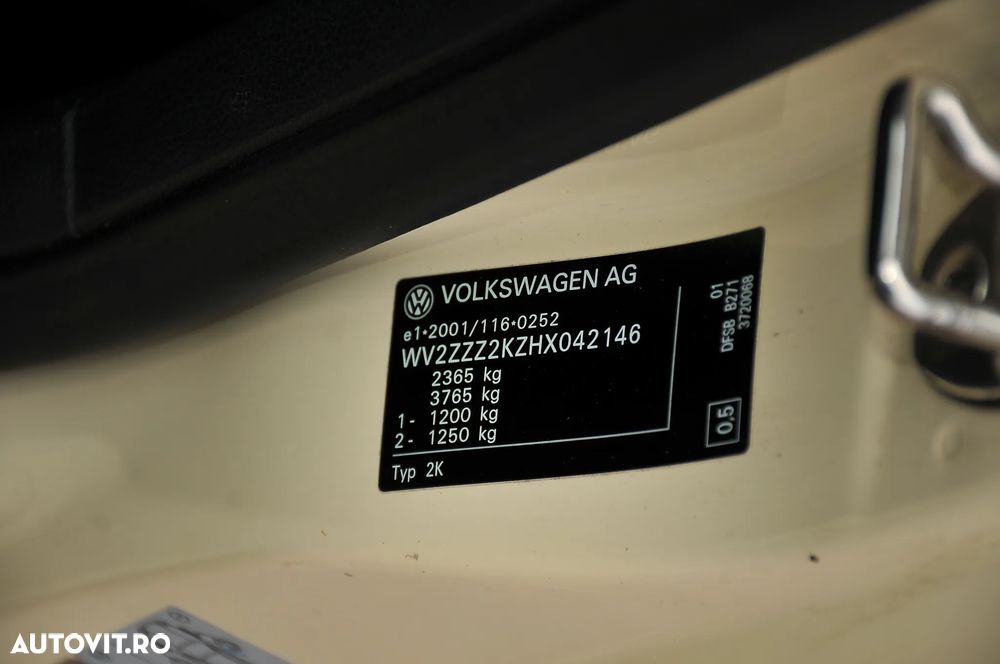 VOLKSWAGEN AG
e1*2001/116*0252
WV2ZZZ2KZHX042146
2365 kg
3765 kg
1- 1200 kg
2- 1250 kg
Typ 2K
01
DFSB B271
3720068
0,5
AUTOVIT.RO